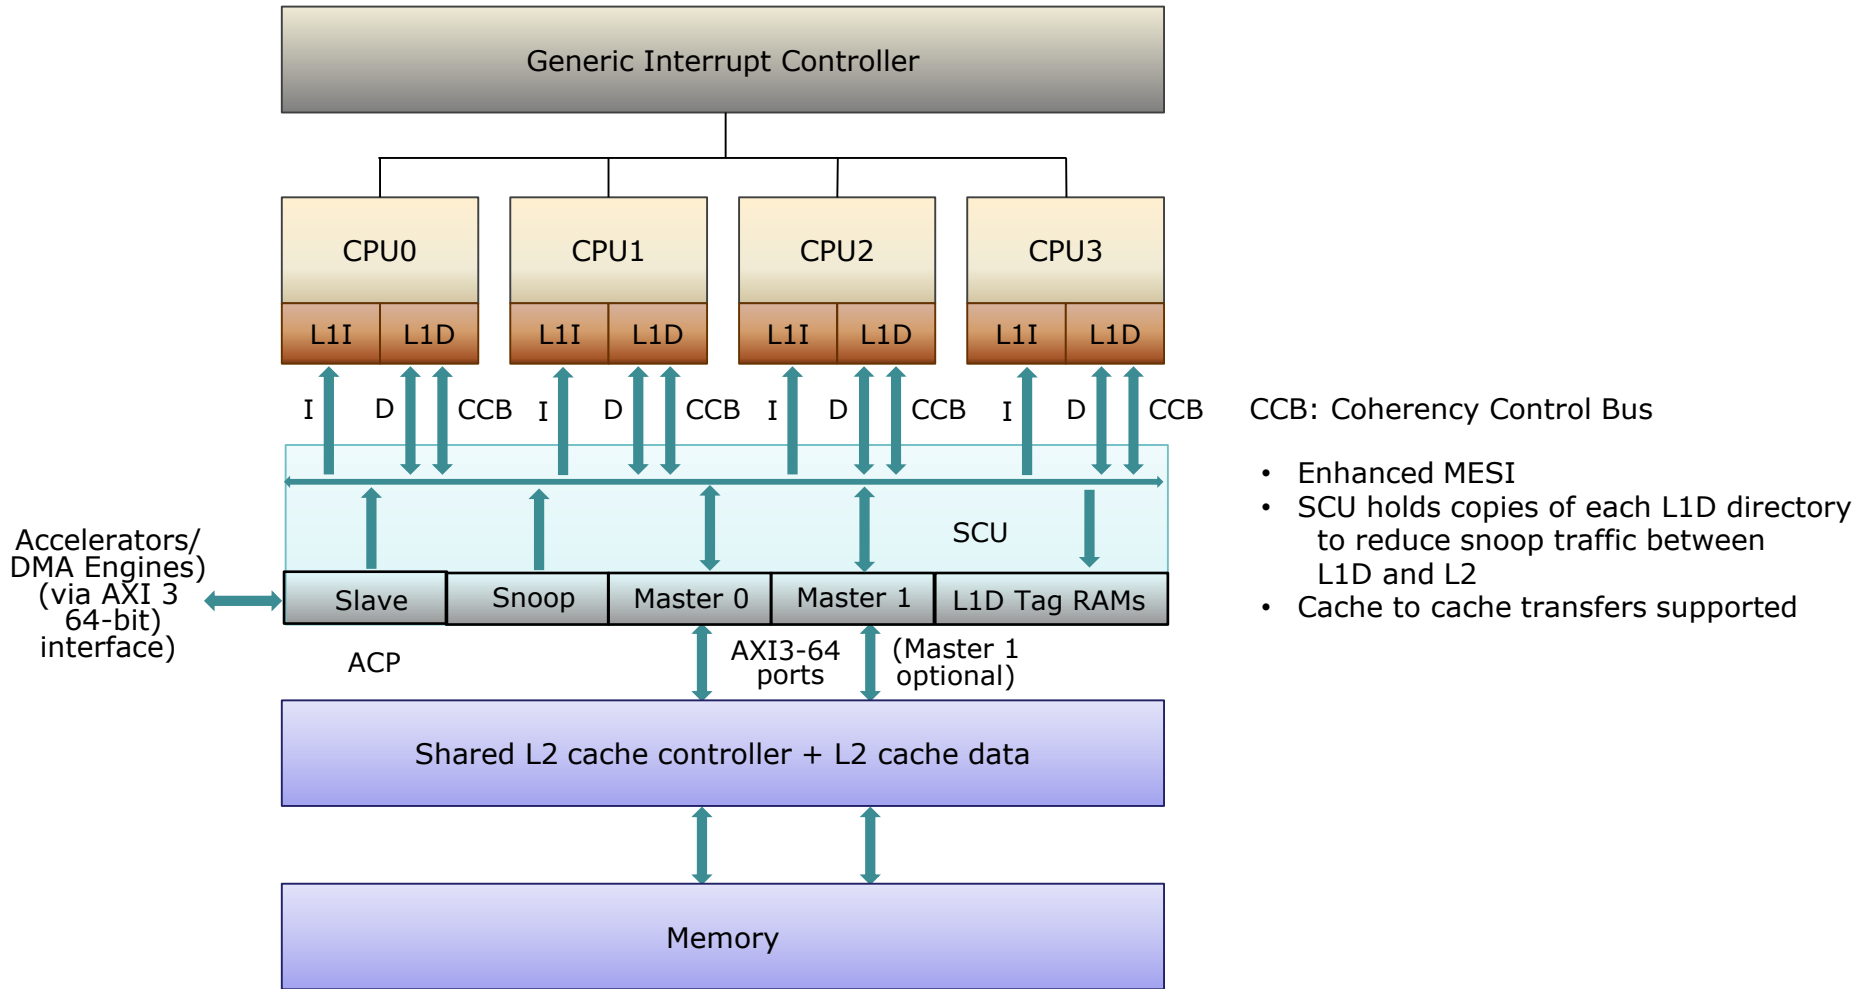 Generic Interrupt Controller
CPU0
CPU1
CPU2
CPU3
L1I
L1D
L1I
L1D
L1I
L1D
L1I
L1D
I
D
CCB
I
D
CCB
I
D
CCB
I
D
CCB
CCB: Coherency Control Bus
• Enhanced MESI
• SCU holds copies of each L1D directory
to reduce snoop traffic between
L1D and L2
• Cache to cache transfers supported
SCU
Accelerators/
DMA Engines)
(via AXI 3
64-bit)
interface)
Slave
Snoop
Master 0
Master 1
L1D Tag RAMs
ACP
AXI3-64
ports
(Master 1
optional)
Shared L2 cache controller + L2 cache data
Memory